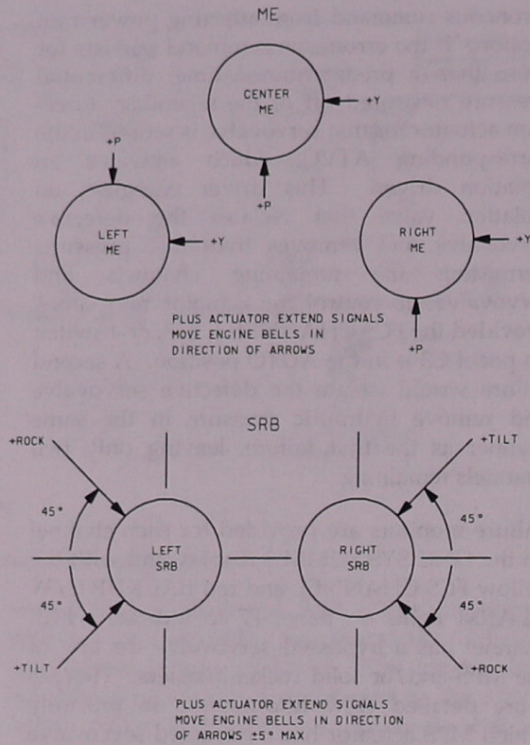 ME
CENTER
ME
+Y
+P
+P
LEFT
ME
+Y
RIGHT
ME
+Y
+P
PLUS ACTUATOR EXTEND SIGNALS
MOVE ENGINE BELLS IN
DIRECTION OF ARROWS
SRB
+ROCK
+TILT
45°
45°
LEFT
SRB
RIGHT
SRB
45°
45°
+TILT
+ROCK
PLUS ACTUATOR EXTEND SIGNALS
MOVE ENGINE BELLS IN DIRECTION
OF ARROWS ±5° MAX